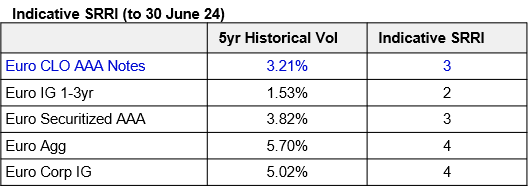 Indicative SRRI (to 30 June 24)
5yr Historical Vol Indicative SRRI
Euro CLO AAA Notes 3.21% 3
Euro IG 1-3yr 1.53% 2
Euro Securitized AAA 3.82% 3
Euro Agg 5.70% 4
Euro Corp IG 5.02% 4